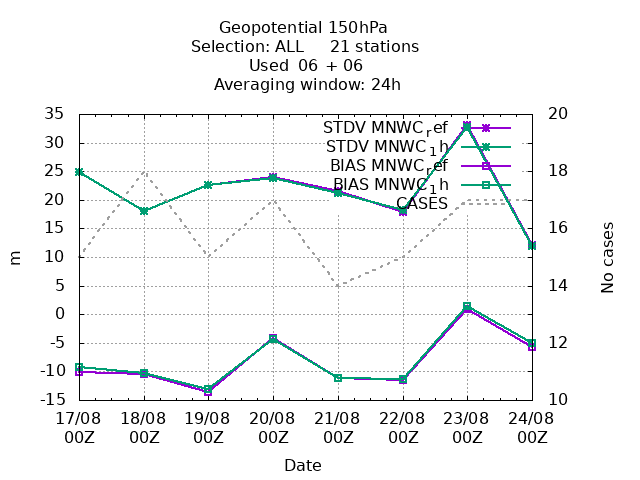 Geopotential 150hPa
Selection: ALL 21 stations
Used 06 + 06
Averaging window: 24h
35 20
STDV MNWC_ref
30
STDV MNWC_1h
25 18
BIAS MNWC_ref
BIAS MNWC_1h
20
CASES
15 16
10
5 14
0
-5 12
-10
-15 10
m
No cases
17/08 18/08 19/08 20/08 21/08 22/08 23/08 24/08
00Z 00Z 00Z 00Z 00Z 00Z 00Z 00Z
Date